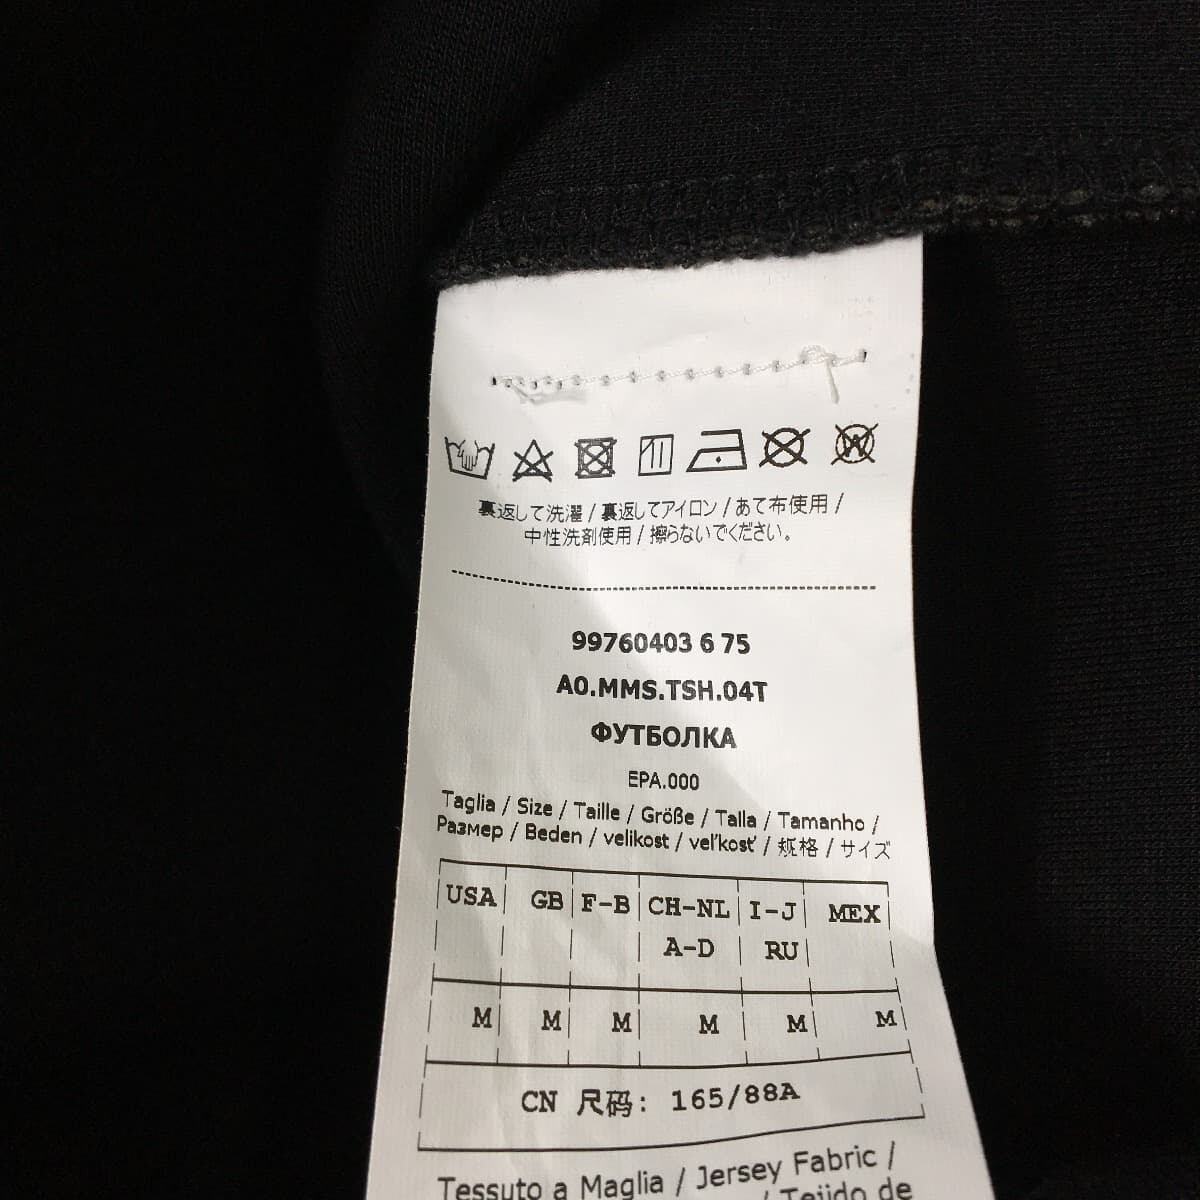 W
裏返して洗濯 / 裏返してアイロン / あて布使用 /
中性洗剤使用 / 擦らないでください。
99760403 6 75
A0.MMS.TSH.04T
ФУТБОЛКА
EPA.000
Taglia / Size / Taille / Größe / Talla / Tamanho /
Размер / Beden / velikost / veľkosť / 规格 / サイズ
USA GB F-B CH-NL I-J MEX
A-D RU
M M M M M M
CN 尺码: 165/88A
Tessuto a Maglia / Jersey Fabric /
/ Tejido de